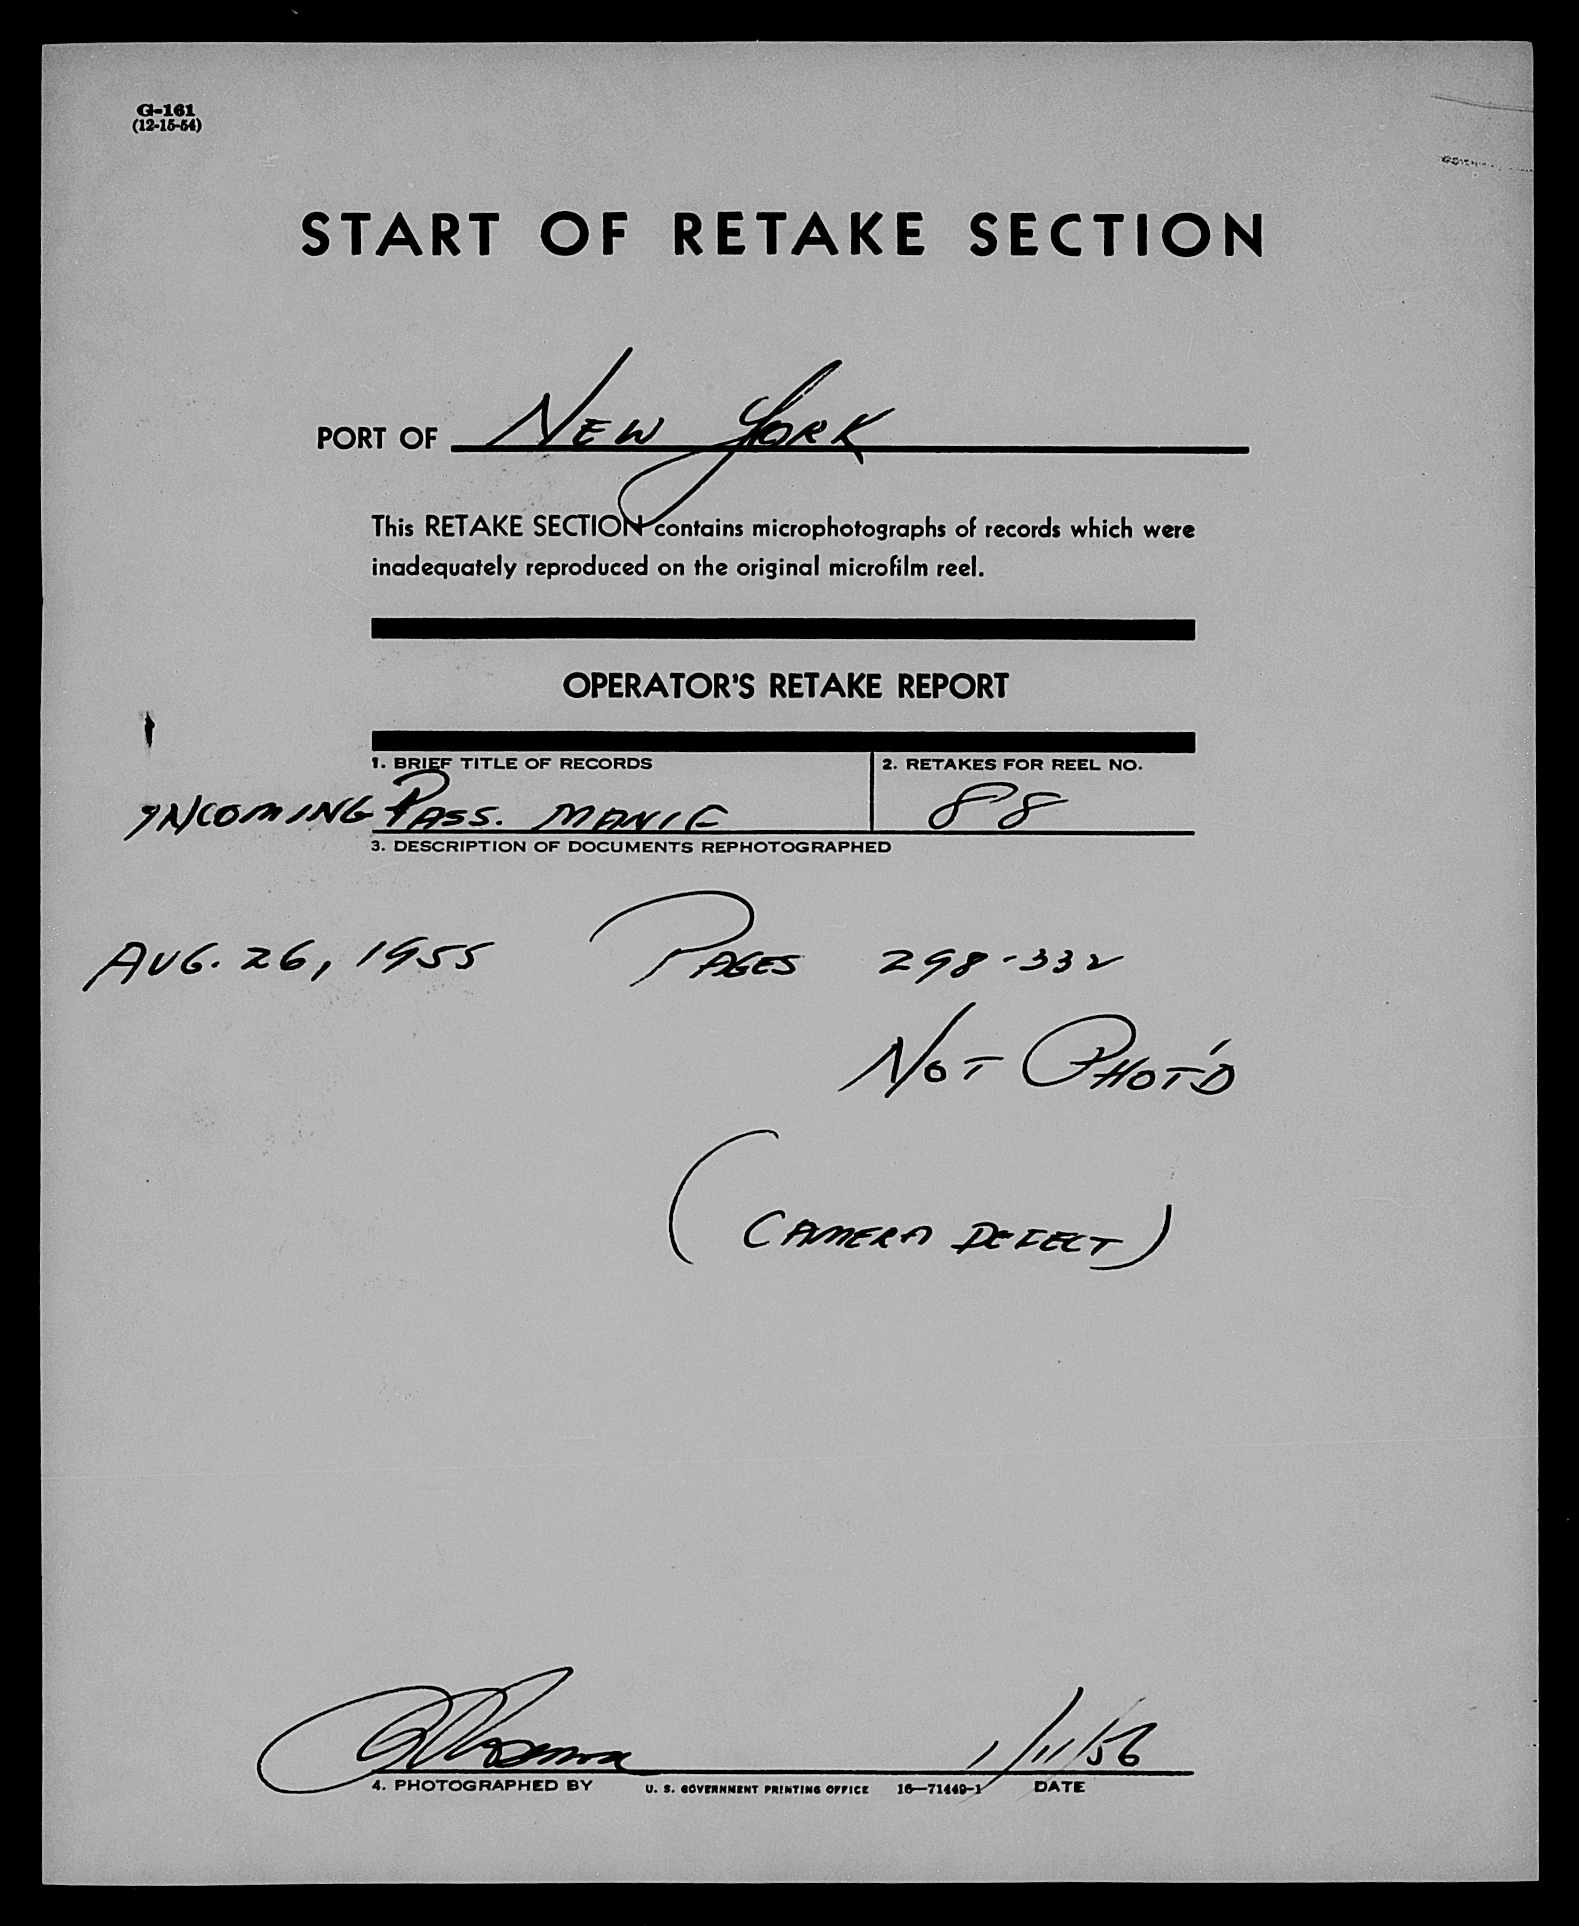 G-161
(12-15-54)
START OF RETAKE SECTION
PORT OF NEW YORK
This RETAKE SECTION contains microphotographs of records which were
inadequately reproduced on the original microfilm reel.
OPERATOR'S RETAKE REPORT
1. BRIEF TITLE OF RECORDS 2. RETAKES FOR REEL NO.
INCOMING PASS. MANIF 88
3. DESCRIPTION OF DOCUMENTS REPHOTOGRAPHED
AUG. 26, 1955 PAGES 298-332
NOT PHOT'D
(CAMERA DEFECT)
1/11/56
4. PHOTOGRAPHED BY U. S. GOVERNMENT PRINTING OFFICE 16—71449-1 DATE